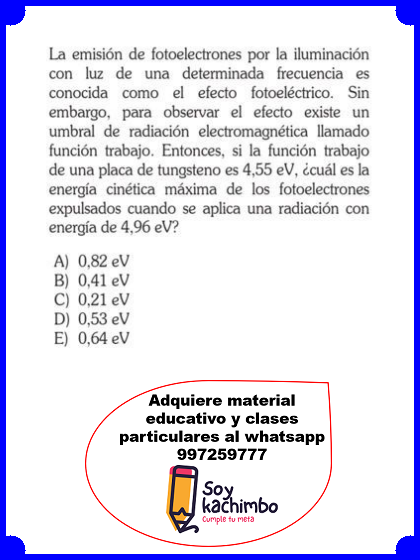 La emisión de fotoelectrones por la iluminación
con luz de una determinada frecuencia es
conocida como el efecto fotoeléctrico. Sin
embargo, para observar el efecto existe un
umbral de radiación electromagnética llamado
función trabajo. Entonces, si la función trabajo
de una placa de tungsteno es 4,55 eV, ¿cuál es la
energía cinética máxima de los fotoelectrones
expulsados cuando se aplica una radiación con
energía de 4,96 eV?
A) 0,82 eV
B) 0,41 eV
C) 0,21 eV
D) 0,53 eV
E) 0,64 eV
Adquiere material
educativo y clases
particulares al whatsapp
997259777
Soy
kachimbo
Cumple tu meta